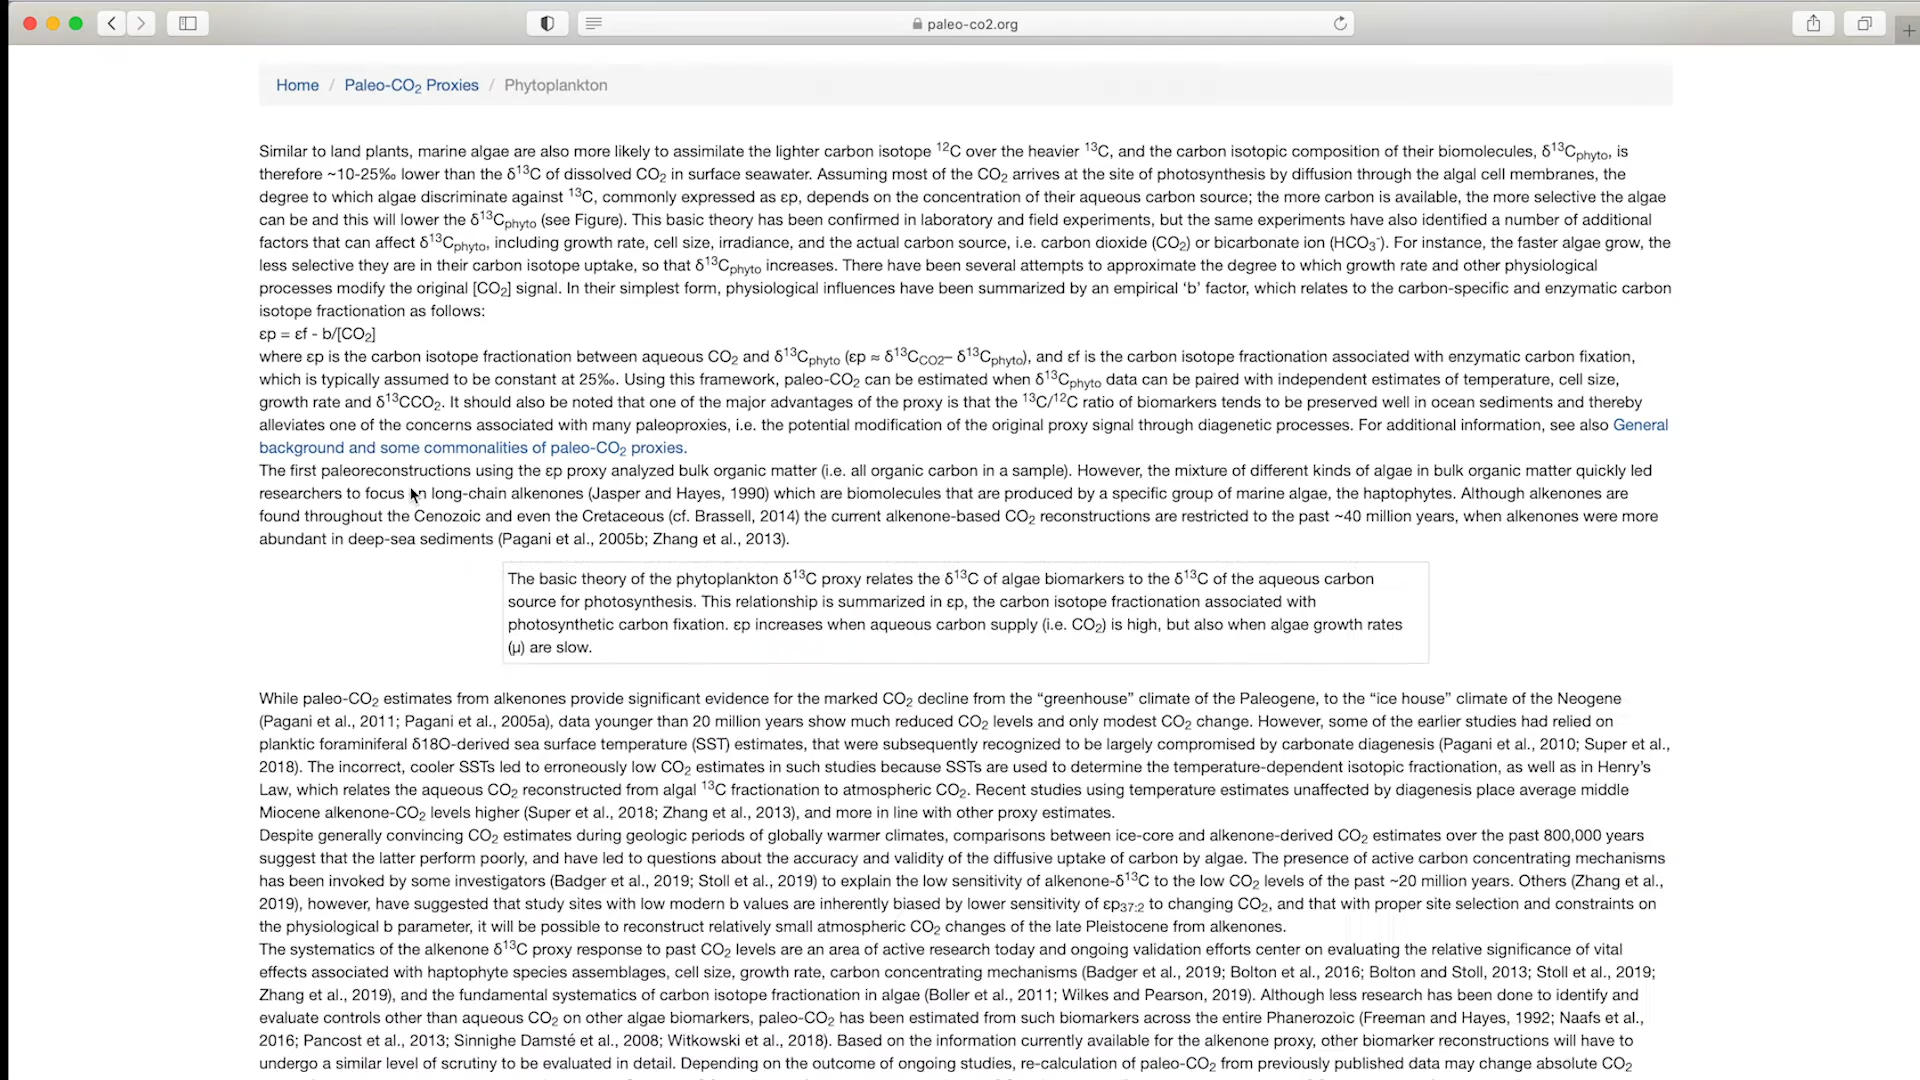 paleo-co2.org
Home / Paleo-CO₂ Proxies / Phytoplankton
Similar to land plants, marine algae are also more likely to assimilate the lighter carbon isotope ¹²C over the heavier ¹³C, and the carbon isotopic composition of their biomolecules, δ¹³Cphyto, is
therefore ~10-25‰ lower than the δ¹³C of dissolved CO₂ in surface seawater. Assuming most of the CO₂ arrives at the site of photosynthesis by diffusion through the algal cell membranes, the
degree to which algae discriminate against ¹³C, commonly expressed as εp, depends on the concentration of their aqueous carbon source; the more carbon is available, the more selective the algae
can be and this will lower the δ¹³Cphyto (see Figure). This basic theory has been confirmed in laboratory and field experiments, but the same experiments have also identified a number of additional
factors that can affect δ¹³Cphyto, including growth rate, cell size, irradiance, and the actual carbon source, i.e. carbon dioxide (CO₂) or bicarbonate ion (HCO₃⁻). For instance, the faster algae grow, the
less selective they are in their carbon isotope uptake, so that δ¹³Cphyto increases. There have been several attempts to approximate the degree to which growth rate and other physiological
processes modify the original [CO₂] signal. In their simplest form, physiological influences have been summarized by an empirical ‘b’ factor, which relates to the carbon-specific and enzymatic carbon
isotope fractionation as follows:
εp = εf - b/[CO₂]
where εp is the carbon isotope fractionation between aqueous CO₂ and δ¹³Cphyto (εp ≈ δ¹³CCO2– δ¹³Cphyto), and εf is the carbon isotope fractionation associated with enzymatic carbon fixation,
which is typically assumed to be constant at 25‰. Using this framework, paleo-CO₂ can be estimated when δ¹³Cphyto data can be paired with independent estimates of temperature, cell size,
growth rate and δ¹³CCO₂. It should also be noted that one of the major advantages of the proxy is that the ¹³C/¹²C ratio of biomarkers tends to be preserved well in ocean sediments and thereby
alleviates one of the concerns associated with many paleoproxies, i.e. the potential modification of the original proxy signal through diagenetic processes. For additional information, see also General
background and some commonalities of paleo-CO₂ proxies.
The first paleoreconstructions using the εp proxy analyzed bulk organic matter (i.e. all organic carbon in a sample). However, the mixture of different kinds of algae in bulk organic matter quickly led
researchers to focus on long-chain alkenones (Jasper and Hayes, 1990) which are biomolecules that are produced by a specific group of marine algae, the haptophytes. Although alkenones are
found throughout the Cenozoic and even the Cretaceous (cf. Brassell, 2014) the current alkenone-based CO₂ reconstructions are restricted to the past ~40 million years, when alkenones were more
abundant in deep-sea sediments (Pagani et al., 2005b; Zhang et al., 2013).
The basic theory of the phytoplankton δ¹³C proxy relates the δ¹³C of algae biomarkers to the δ¹³C of the aqueous carbon
source for photosynthesis. This relationship is summarized in εp, the carbon isotope fractionation associated with
photosynthetic carbon fixation. εp increases when aqueous carbon supply (i.e. CO₂) is high, but also when algae growth rates
(μ) are slow.
While paleo-CO₂ estimates from alkenones provide significant evidence for the marked CO₂ decline from the “greenhouse” climate of the Paleogene, to the “ice house” climate of the Neogene
(Pagani et al., 2011; Pagani et al., 2005a), data younger than 20 million years show much reduced CO₂ levels and only modest CO₂ change. However, some of the earlier studies had relied on
planktic foraminiferal δ18O-derived sea surface temperature (SST) estimates, that were subsequently recognized to be largely compromised by carbonate diagenesis (Pagani et al., 2010; Super et al.,
2018). The incorrect, cooler SSTs led to erroneously low CO₂ estimates in such studies because SSTs are used to determine the temperature-dependent isotopic fractionation, as well as in Henry’s
Law, which relates the aqueous CO₂ reconstructed from algal ¹³C fractionation to atmospheric CO₂. Recent studies using temperature estimates unaffected by diagenesis place average middle
Miocene alkenone-CO₂ levels higher (Super et al., 2018; Zhang et al., 2013), and more in line with other proxy estimates.
Despite generally convincing CO₂ estimates during geologic periods of globally warmer climates, comparisons between ice-core and alkenone-derived CO₂ estimates over the past 800,000 years
suggest that the latter perform poorly, and have led to questions about the accuracy and validity of the diffusive uptake of carbon by algae. The presence of active carbon concentrating mechanisms
has been invoked by some investigators (Badger et al., 2019; Stoll et al., 2019) to explain the low sensitivity of alkenone-δ¹³C to the low CO₂ levels of the past ~20 million years. Others (Zhang et al.,
2019), however, have suggested that study sites with low modern b values are inherently biased by lower sensitivity of εp37:2 to changing CO₂, and that with proper site selection and constraints on
the physiological b parameter, it will be possible to reconstruct relatively small atmospheric CO₂ changes of the late Pleistocene from alkenones.
The systematics of the alkenone δ¹³C proxy response to past CO₂ levels are an area of active research today and ongoing validation efforts center on evaluating the relative significance of vital
effects associated with haptophyte species assemblages, cell size, growth rate, carbon concentrating mechanisms (Badger et al., 2019; Bolton et al., 2016; Bolton and Stoll, 2013; Stoll et al., 2019;
Zhang et al., 2019), and the fundamental systematics of carbon isotope fractionation in algae (Boller et al., 2011; Wilkes and Pearson, 2019). Although less research has been done to identify and
evaluate controls other than aqueous CO₂ on other algae biomarkers, paleo-CO₂ has been estimated from such biomarkers across the entire Phanerozoic (Freeman and Hayes, 1992; Naafs et al.,
2016; Pancost et al., 2013; Sinnighe Damsté et al., 2008; Witkowski et al., 2018). Based on the information currently available for the alkenone proxy, other biomarker reconstructions will have to
undergo a similar level of scrutiny to be evaluated in detail. Depending on the outcome of ongoing studies, re-calculation of paleo-CO₂ from previously published data may change absolute CO₂